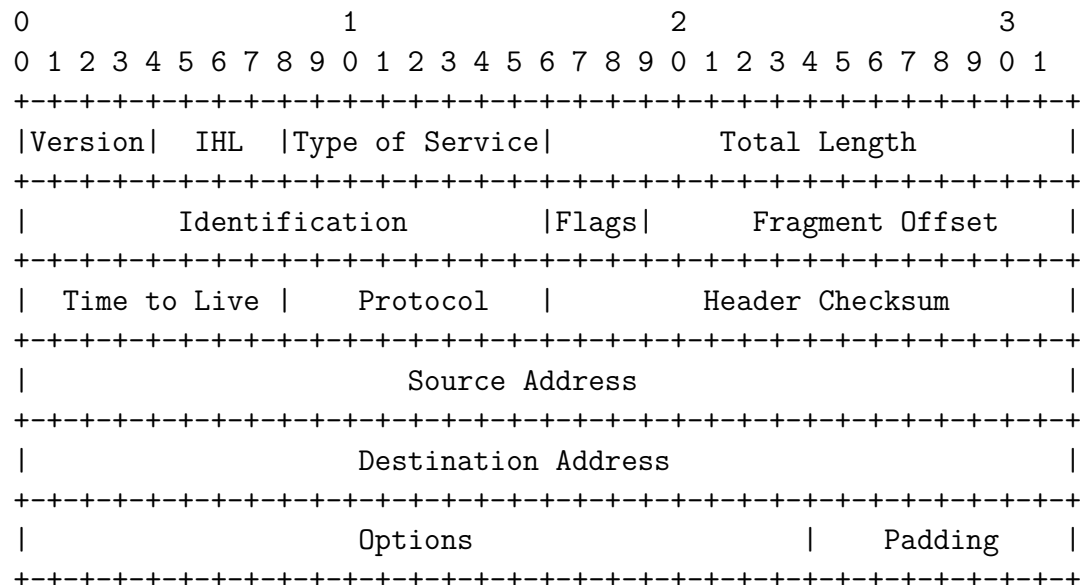 0                   1                   2                   3
0 1 2 3 4 5 6 7 8 9 0 1 2 3 4 5 6 7 8 9 0 1 2 3 4 5 6 7 8 9 0 1
+-+-+-+-+-+-+-+-+-+-+-+-+-+-+-+-+-+-+-+-+-+-+-+-+-+-+-+-+-+-+-+-+
|Version|  IHL  |Type of Service|          Total Length         |
+-+-+-+-+-+-+-+-+-+-+-+-+-+-+-+-+-+-+-+-+-+-+-+-+-+-+-+-+-+-+-+-+
|         Identification        |Flags|      Fragment Offset    |
+-+-+-+-+-+-+-+-+-+-+-+-+-+-+-+-+-+-+-+-+-+-+-+-+-+-+-+-+-+-+-+-+
|  Time to Live |    Protocol   |         Header Checksum       |
+-+-+-+-+-+-+-+-+-+-+-+-+-+-+-+-+-+-+-+-+-+-+-+-+-+-+-+-+-+-+-+-+
|                       Source Address                          |
+-+-+-+-+-+-+-+-+-+-+-+-+-+-+-+-+-+-+-+-+-+-+-+-+-+-+-+-+-+-+-+-+
|                    Destination Address                        |
+-+-+-+-+-+-+-+-+-+-+-+-+-+-+-+-+-+-+-+-+-+-+-+-+-+-+-+-+-+-+-+-+
|                    Options                    |    Padding    |
+-+-+-+-+-+-+-+-+-+-+-+-+-+-+-+-+-+-+-+-+-+-+-+-+-+-+-+-+-+-+-+-+